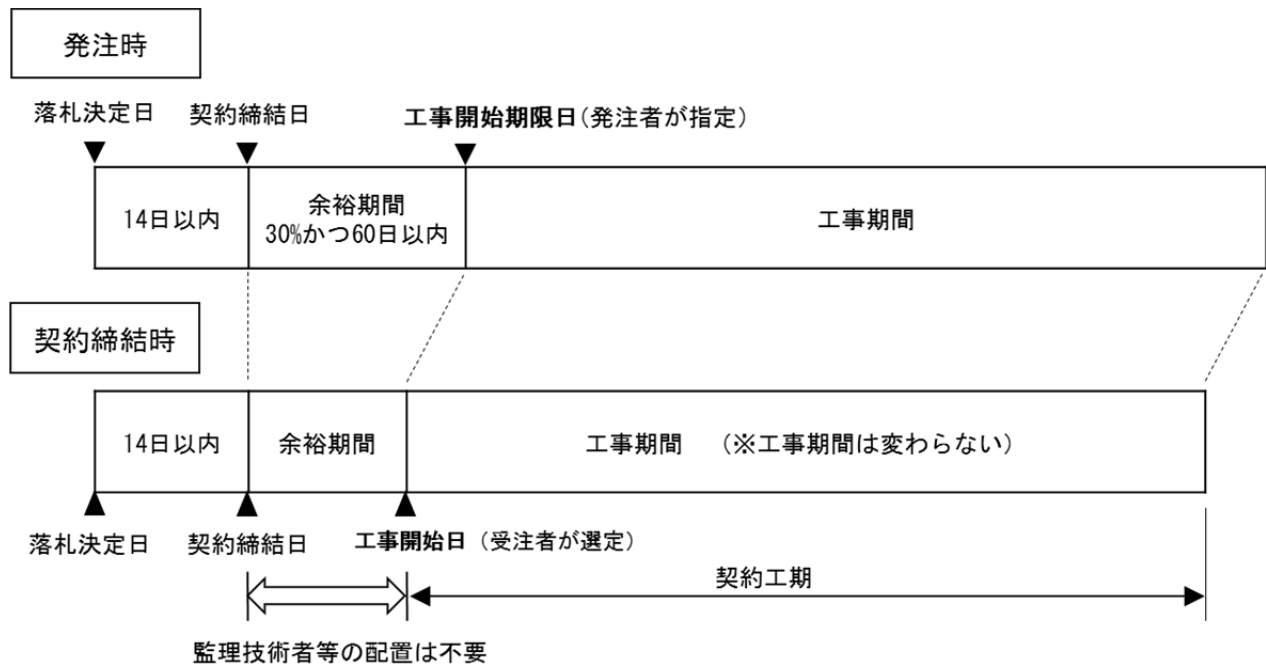 発注時
落札決定日
契約締結日
工事開始期限日(発注者が指定)
14日以内
余裕期間
30%かつ60日以内
工事期間
契約締結時
14日以内
余裕期間
工事期間 (※工事期間は変わらない)
落札決定日
契約締結日
工事開始日 (受注者が選定)
契約工期
監理技術者等の配置は不要